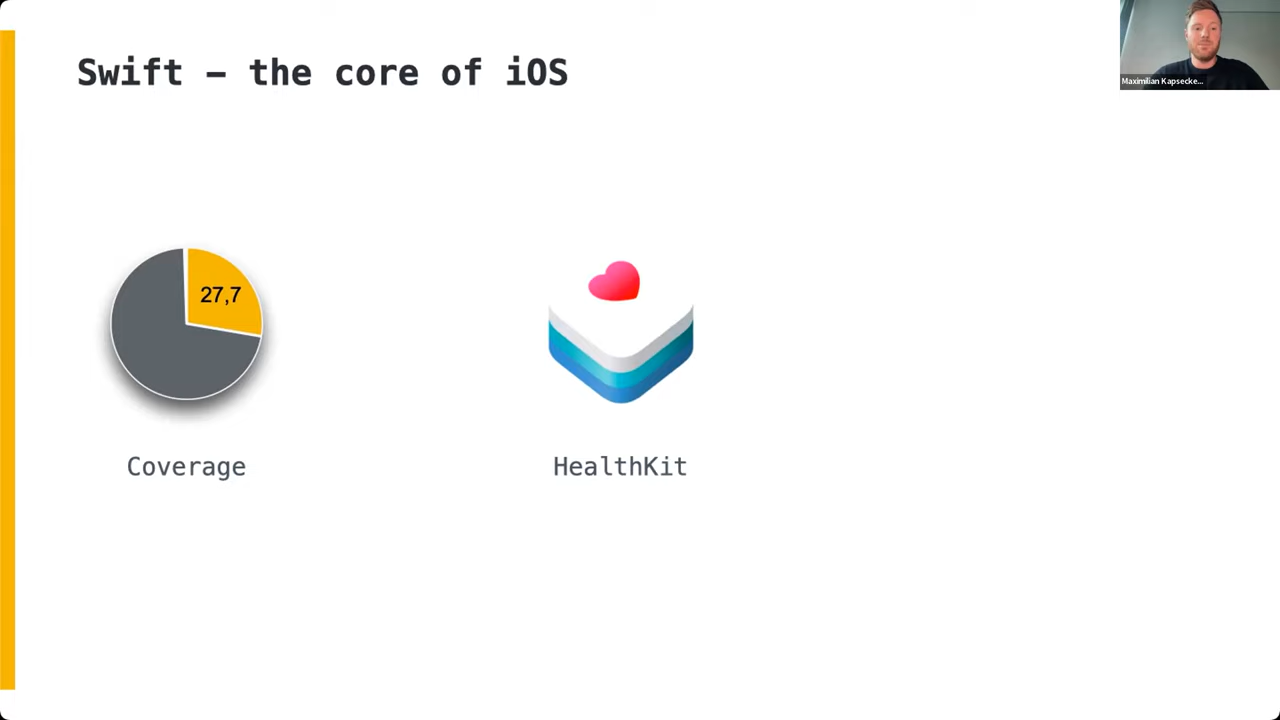 Swift – the core of iOS
Maximilian Kapsecke...
27,7
Coverage
HealthKit